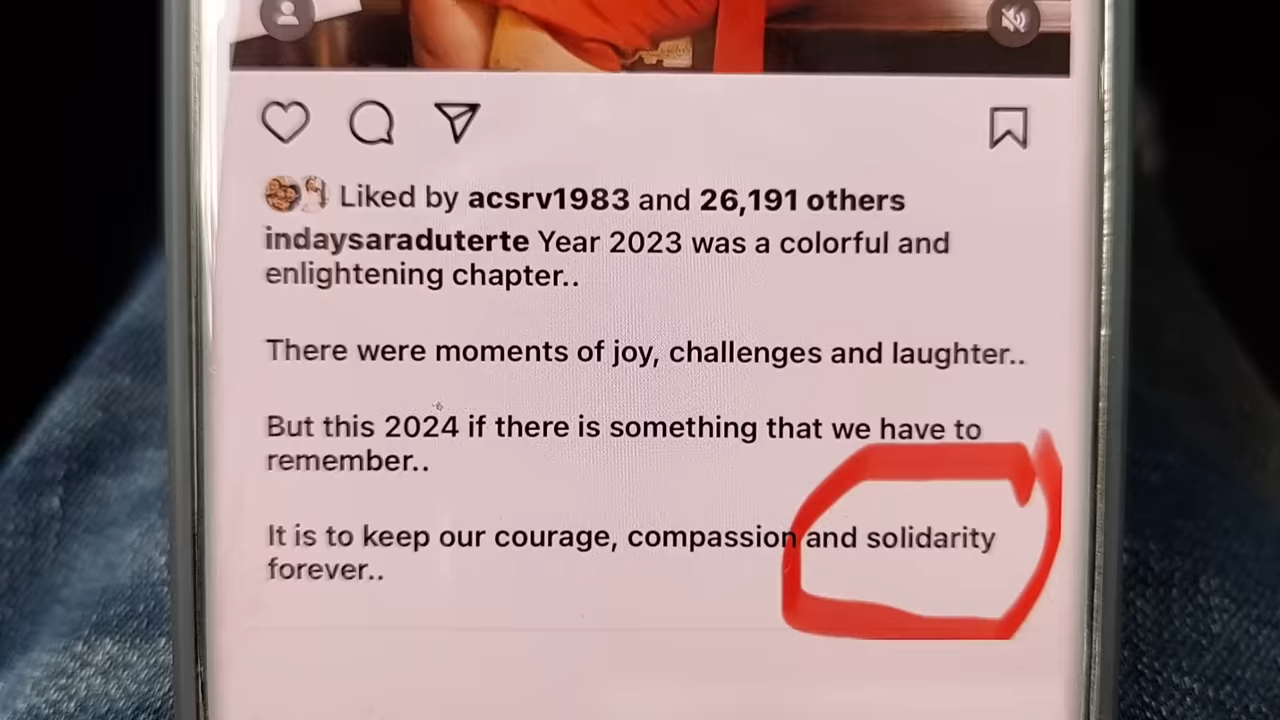 Liked by acsrv1983 and 26,191 others
indaysaraduterte Year 2023 was a colorful and
enlightening chapter..
There were moments of joy, challenges and laughter..
But this 2024 if there is something that we have to
remember..
It is to keep our courage, compassion and solidarity
forever..